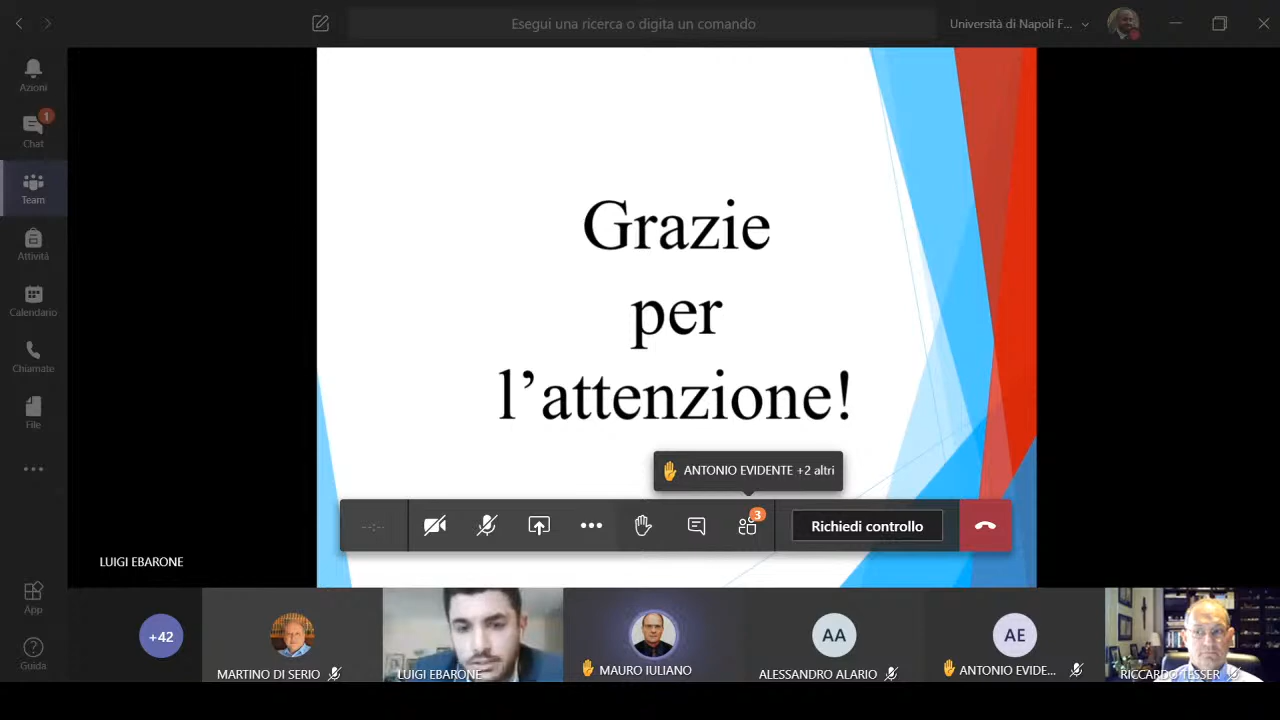 Esegui una ricerca o digita un comando
Università di Napoli F...
Azioni
1
Chat
Team
Attività
Calendario
Chiamate
File
App
Guida
Grazie
per
l'attenzione!
ANTONIO EVIDENTE +2 altri
--:--
3
Richiedi controllo
LUIGI EBARONE
+42
MARTINO DI SERIO
LUIGI EBARONE
MAURO IULIANO
AA
ALESSANDRO ALARIO
AE
ANTONIO EVIDE...
RICCARDO TESSER